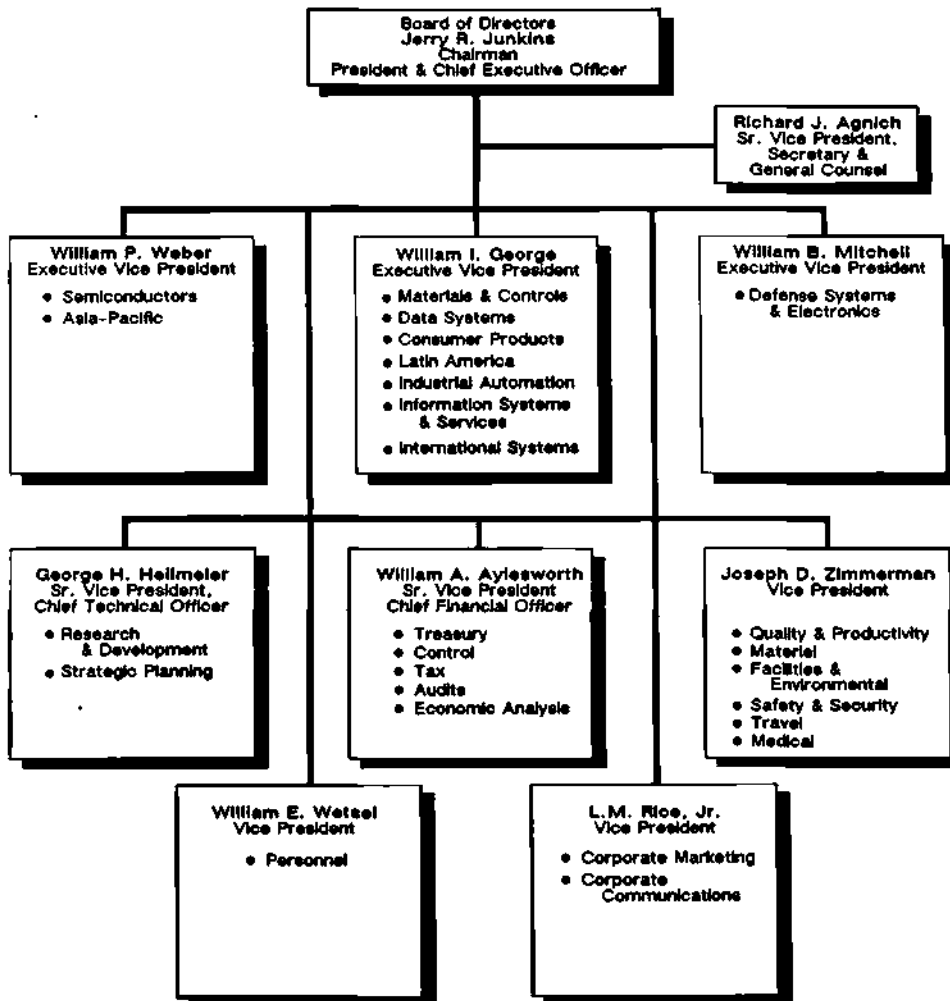 Board of Directors
Jerry R. Junkins
Chairman
President & Chief Executive Officer
Richard J. Agnich
Sr. Vice President,
Secretary &
General Counsel
William P. Weber
Executive Vice President
• Semiconductors
• Asia-Pacific
William I. George
Executive Vice President
• Materials & Controls
• Data Systems
• Consumer Products
• Latin America
• Industrial Automation
• Information Systems
& Services
• International Systems
William B. Mitchell
Executive Vice President
• Defense Systems
& Electronics
George H. Heilmeier
Sr. Vice President,
Chief Technical Officer
• Research
& Development
• Strategic Planning
William A. Aylesworth
Sr. Vice President
Chief Financial Officer
• Treasury
• Control
• Tax
• Audits
• Economic Analysis
Joseph D. Zimmerman
Vice President
• Quality & Productivity
• Materiel
• Facilities &
Environmental
• Safety & Security
• Travel
• Medical
William E. Wetsel
Vice President
• Personnel
L.M. Rice, Jr.
Vice President
• Corporate Marketing
• Corporate
Communications